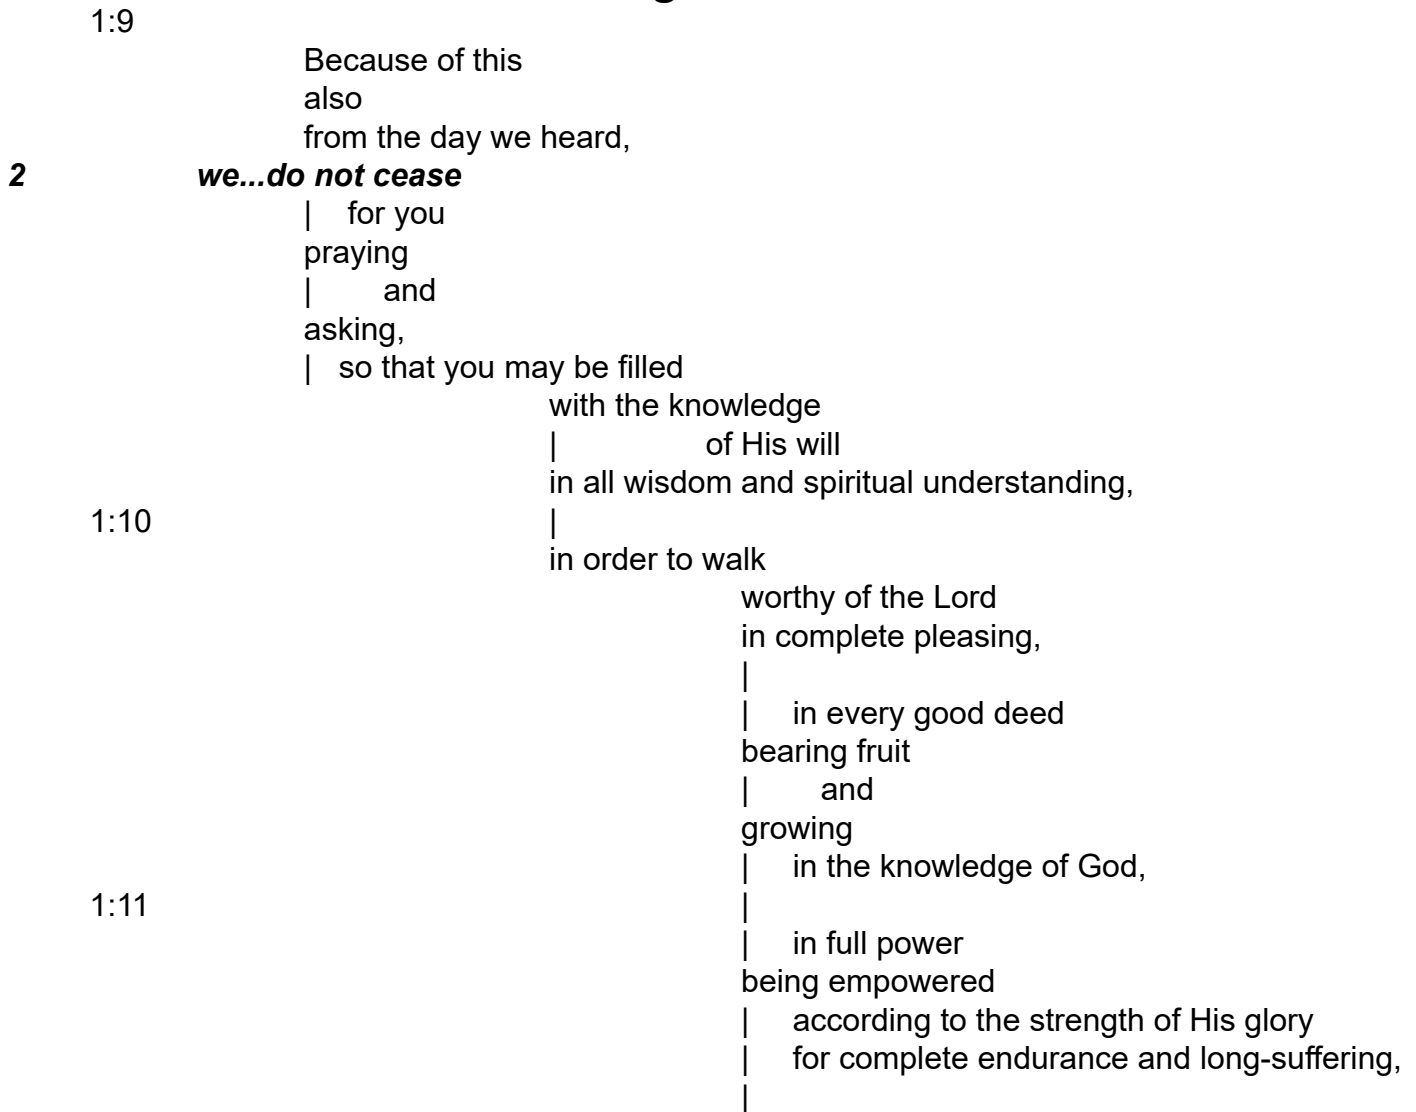 1:9
Because of this
also
from the day we heard,
2 we...do not cease
| for you
praying
| and
asking,
| so that you may be filled
with the knowledge
| of His will
in all wisdom and spiritual understanding,
1:10 |
in order to walk
worthy of the Lord
in complete pleasing,
|
| in every good deed
bearing fruit
| and
growing
| in the knowledge of God,
1:11 |
| in full power
being empowered
| according to the strength of His glory
| for complete endurance and long-suffering,
|